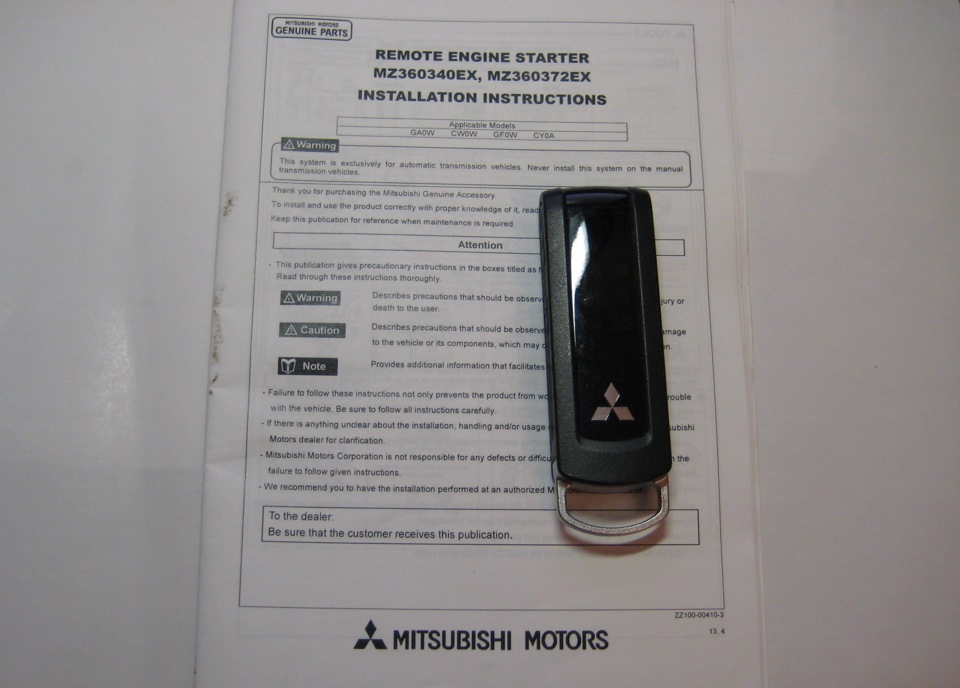 MITSUBISHI MOTORS
GENUINE PARTS
REMOTE ENGINE STARTER
MZ360340EX, MZ360372EX
INSTALLATION INSTRUCTIONS
Applicable Models
GA0W CW0W GF0W CY0A
Warning
This system is exclusively for automatic transmission vehicles. Never install this system on the manual
transmission vehicles.
Thank you for purchasing the Mitsubishi Genuine Accessory.
To install and use the product correctly with proper knowledge of it, read
Keep this publication for reference when maintenance is required.
Attention
- This publication gives precautionary instructions in the boxes titled as
Read through these instructions thoroughly.
Warning Describes precautions that should be observe jury or
death to the user.
Caution Describes precautions that should be observe amage
to the vehicle or its components, which may en.
Note Provides additional information that facilitates
- Failure to follow these instructions not only prevents the product from wo rouble
with the vehicle. Be sure to follow all instructions carefully.
- If there is anything unclear about the installation, handling and/or usage ubishi
Motors dealer for clarification.
- Mitsubishi Motors Corporation is not responsible for any defects or difficu the
failure to follow given instructions.
- We recommend you to have the installation performed at an authorized M
To the dealer:
Be sure that the customer receives this publication.
ZZ100-00410-3
13, 4
MITSUBISHI MOTORS